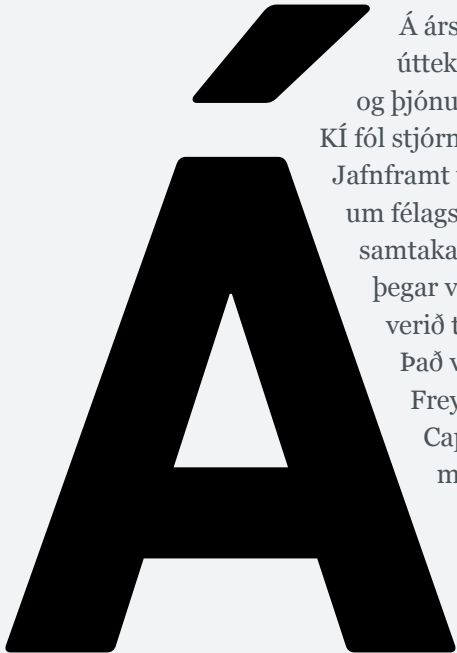 Á
Á árs
úttek
og þjónu
KÍ fól stjórn
Jafnframt
um félags
samtaka
þegar v
verið t
Það v
Frey
Cap
m